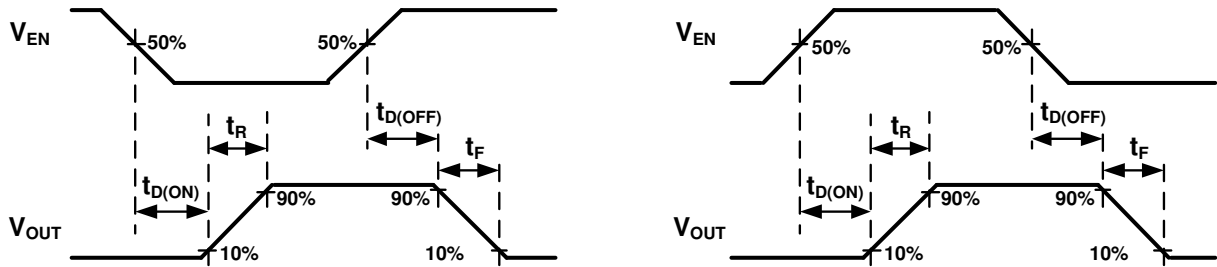 VEN
50%
50%
tR
tD(OFF)
tF
tD(ON)
90%
90%
VOUT
10%
10%
VEN
50%
50%
tR
tD(OFF)
tF
tD(ON)
90%
90%
VOUT
10%
10%